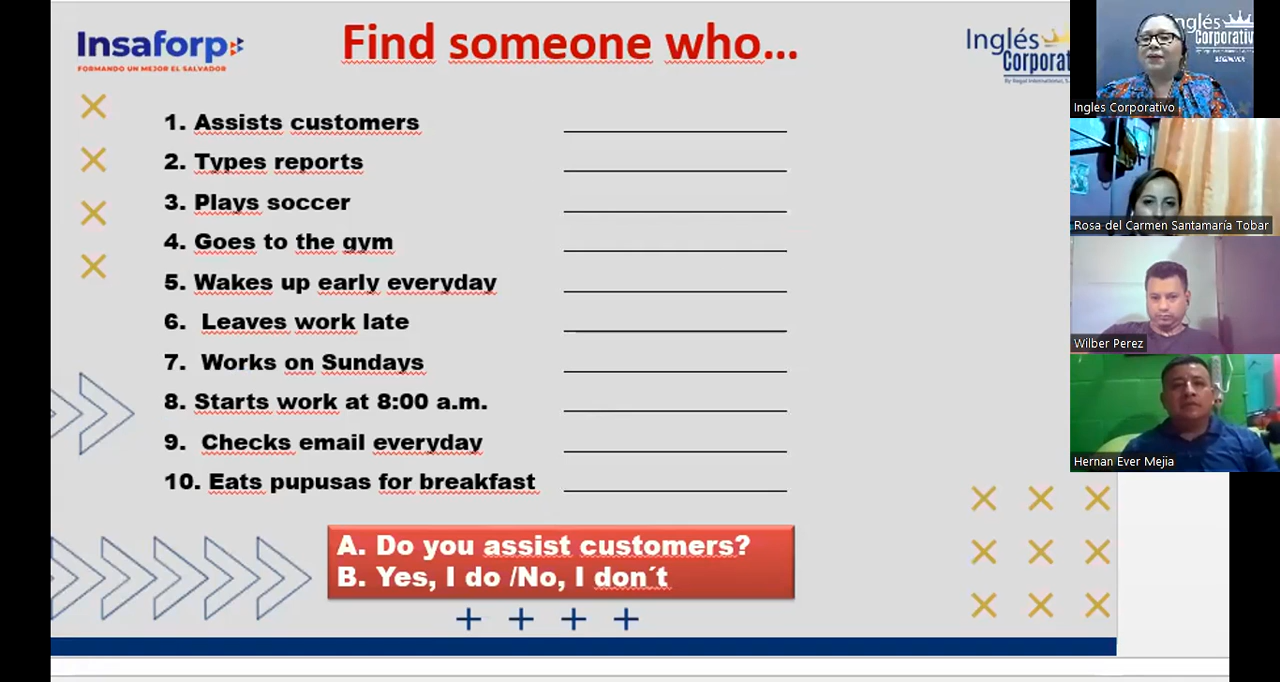 Insaforp
FORMANDO UN MEJOR EL SALVADOR
Find someone who...
Inglés
Corporat
1. Assists customers
2. Types reports
3. Plays soccer
4. Goes to the gym
5. Wakes up early everyday
6. Leaves work late
7. Works on Sundays
8. Starts work at 8:00 a.m.
9. Checks email everyday
10. Eats pupusas for breakfast
A. Do you assist customers?
B. Yes, I do /No, I don´t
Inglés
Corporativ
Ingles Corporativo
Rosa del Carmen Santamaría Tobar
Wilber Perez
Hernan Ever Mejia